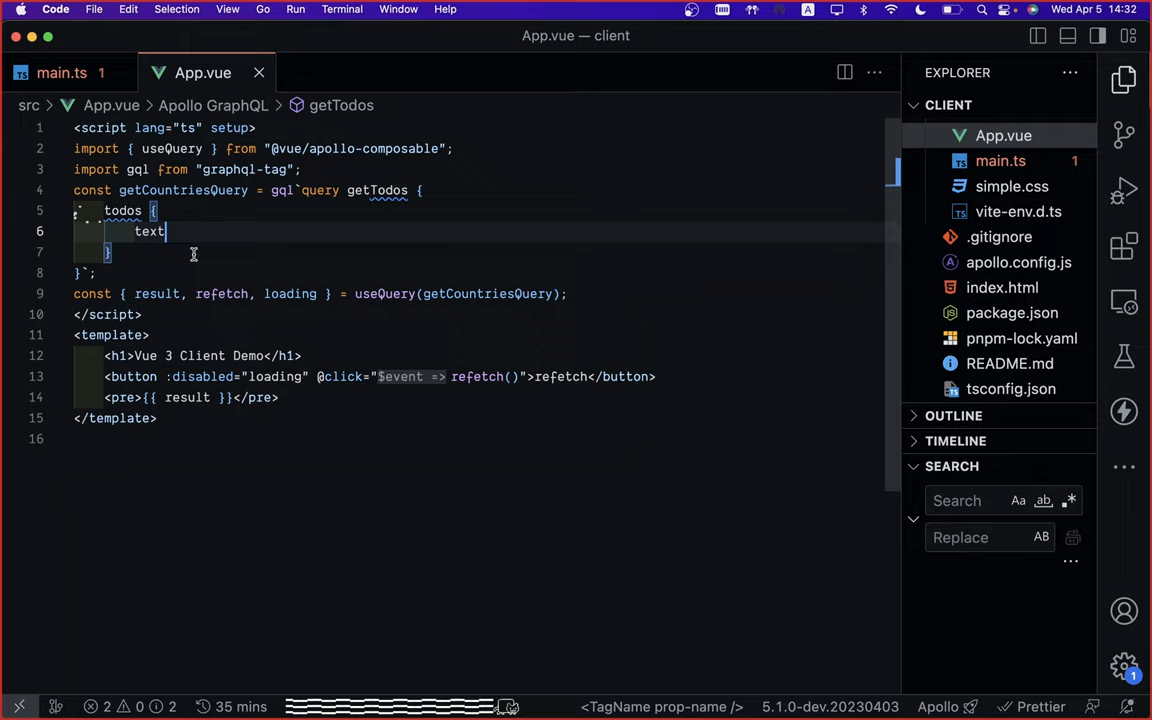 Code File Edit Selection View Go Run Terminal Window Help A Wed Apr 5 14:32
App.vue — client
TS main.ts 1 App.vue
src > App.vue > Apollo GraphQL > getTodos
1 <script lang="ts" setup>
2 import { useQuery } from "@vue/apollo-composable";
3 import gql from "graphql-tag";
4 const getCountriesQuery = gql`query getTodos {
5 todos {
6 text
7 }
8 }`;
9 const { result, refetch, loading } = useQuery(getCountriesQuery);
10 </script>
11 <template>
12 <h1>Vue 3 Client Demo</h1>
13 <button :disabled="loading" @click="$event => refetch()">refetch</button>
14 <pre>{{ result }}</pre>
15 </template>
16
EXPLORER
CLIENT
App.vue
TS main.ts 1
simple.css
TS vite-env.d.ts
.gitignore
A apollo.config.js
index.html
package.json
pnpm-lock.yaml
README.md
tsconfig.json
OUTLINE
TIMELINE
SEARCH
Search Aa ab
Replace AB
1
2 0 2 35 mins <TagName prop-name /> 5.1.0-dev.20230403 Apollo Prettier